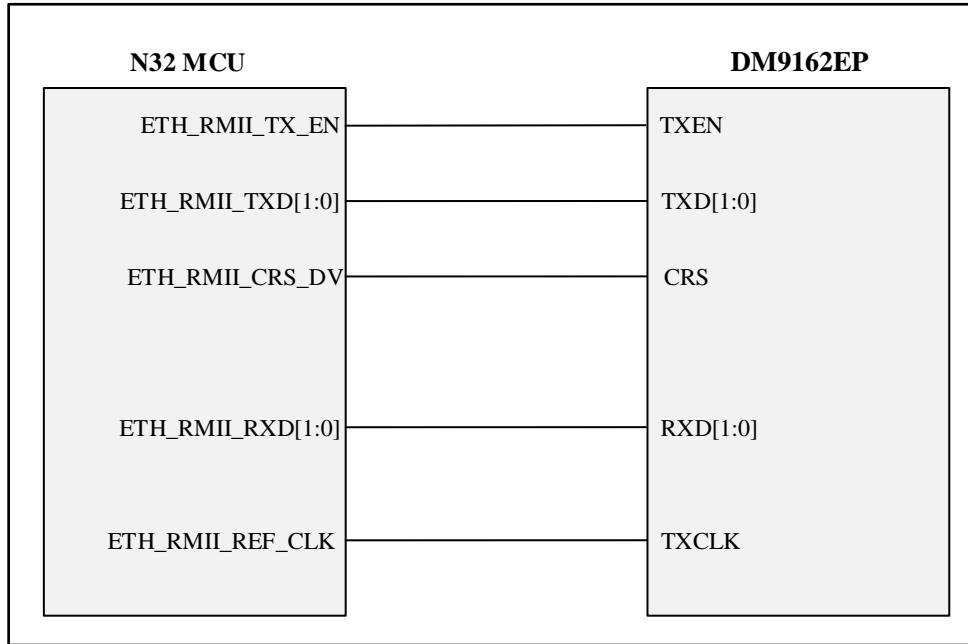 N32 MCU
DM9162EP
ETH_RMII_TX_EN
TXEN
ETH_RMII_TXD[1:0]
TXD[1:0]
ETH_RMII_CRS_DV
CRS
ETH_RMII_RXD[1:0]
RXD[1:0]
ETH_RMII_REF_CLK
TXCLK